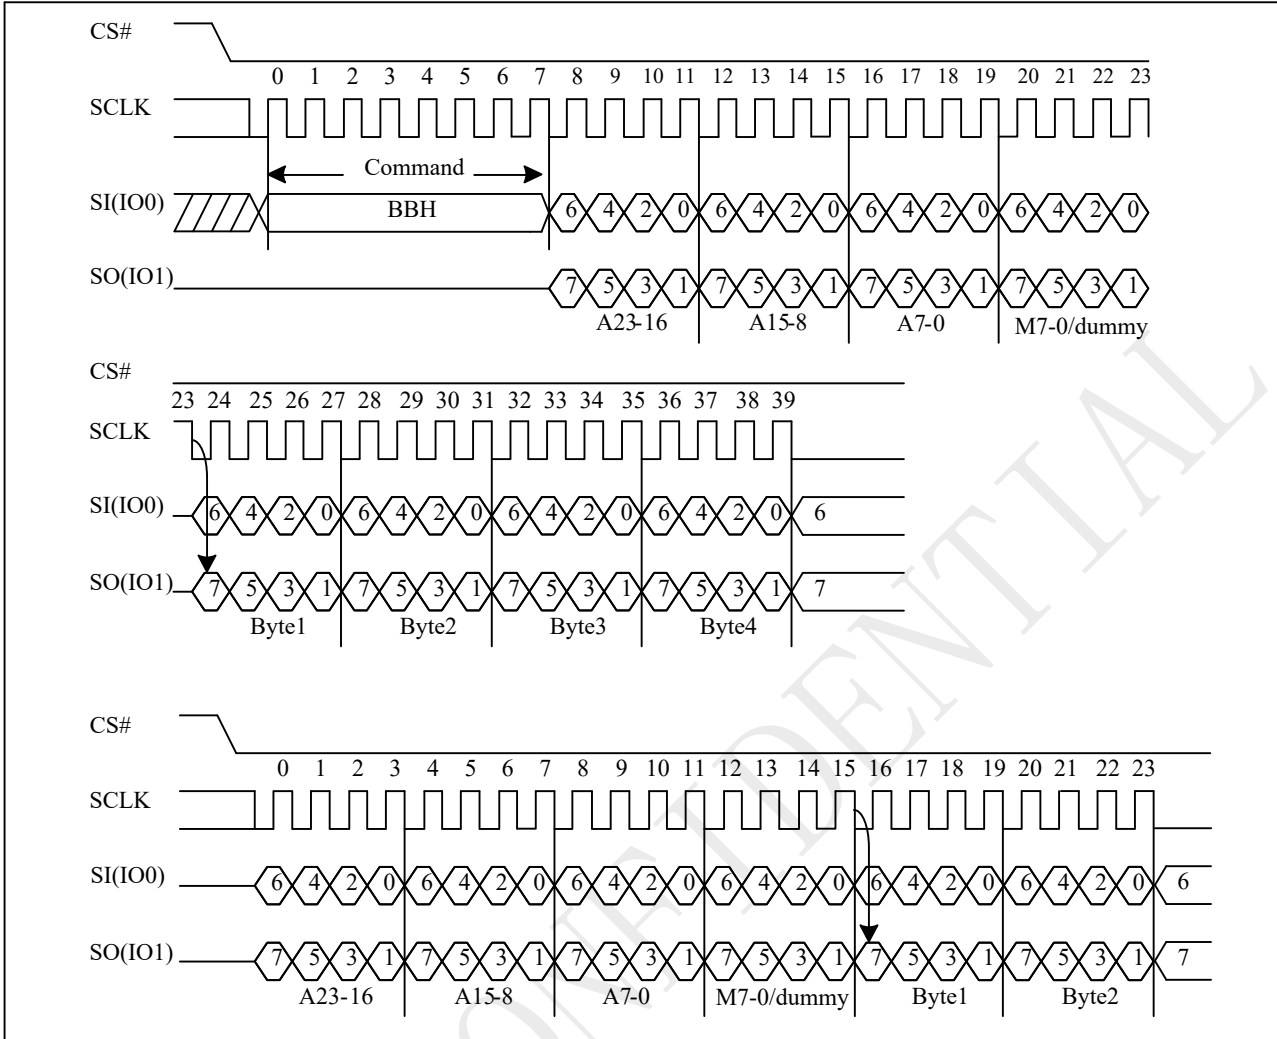 CS#
0 1 2 3 4 5 6 7 8 9 10 11 12 13 14 15 16 17 18 19 20 21 22 23
SCLK
Command
SI(IO0) BBH 6 4 2 0 6 4 2 0 6 4 2 0 6 4 2 0
SO(IO1) 7 5 3 1 7 5 3 1 7 5 3 1 7 5 3 1
A23-16 A15-8 A7-0 M7-0/dummy
CS#
23 24 25 26 27 28 29 30 31 32 33 34 35 36 37 38 39
SCLK
SI(IO0) 6 4 2 0 6 4 2 0 6 4 2 0 6 4 2 0 6
SO(IO1) 7 5 3 1 7 5 3 1 7 5 3 1 7 5 3 1 7
Byte1 Byte2 Byte3 Byte4
CS#
0 1 2 3 4 5 6 7 8 9 10 11 12 13 14 15 16 17 18 19 20 21 22 23
SCLK
SI(IO0) 6 4 2 0 6 4 2 0 6 4 2 0 6 4 2 0 6 4 2 0 6 4 2 0 6
SO(IO1) 7 5 3 1 7 5 3 1 7 5 3 1 7 5 3 1 7 5 3 1 7 5 3 1 7
A23-16 A15-8 A7-0 M7-0/dummy Byte1 Byte2
ONFIDENTIAL